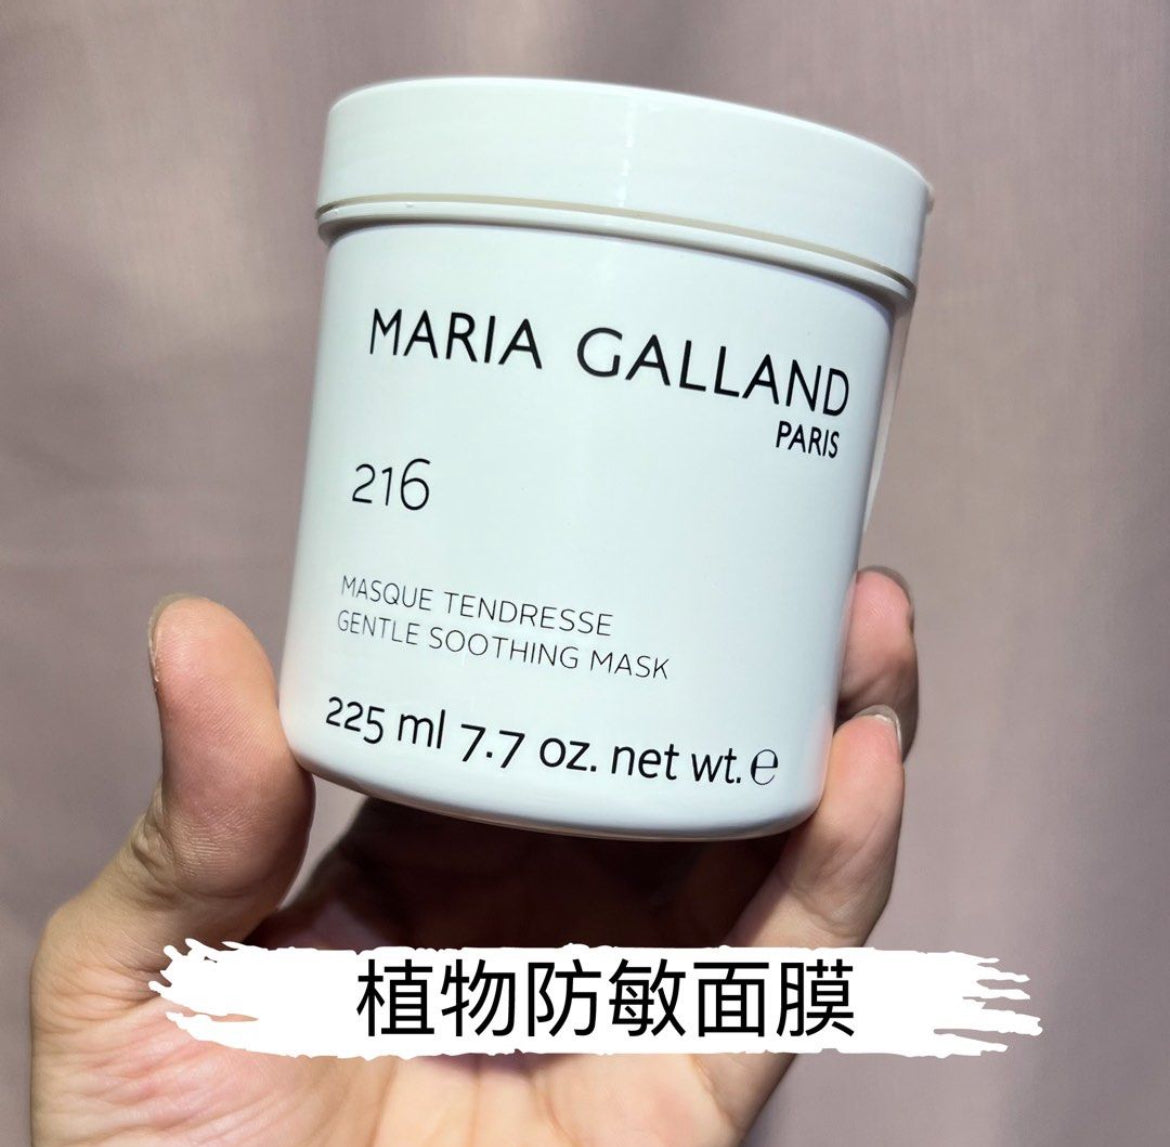 MARIA GALLAND
PARIS
216
MASQUE TENDRESSE
GENTLE SOOTHING MASK
225 ml 7.7 oz. net wt. ℮
植物防敏面膜